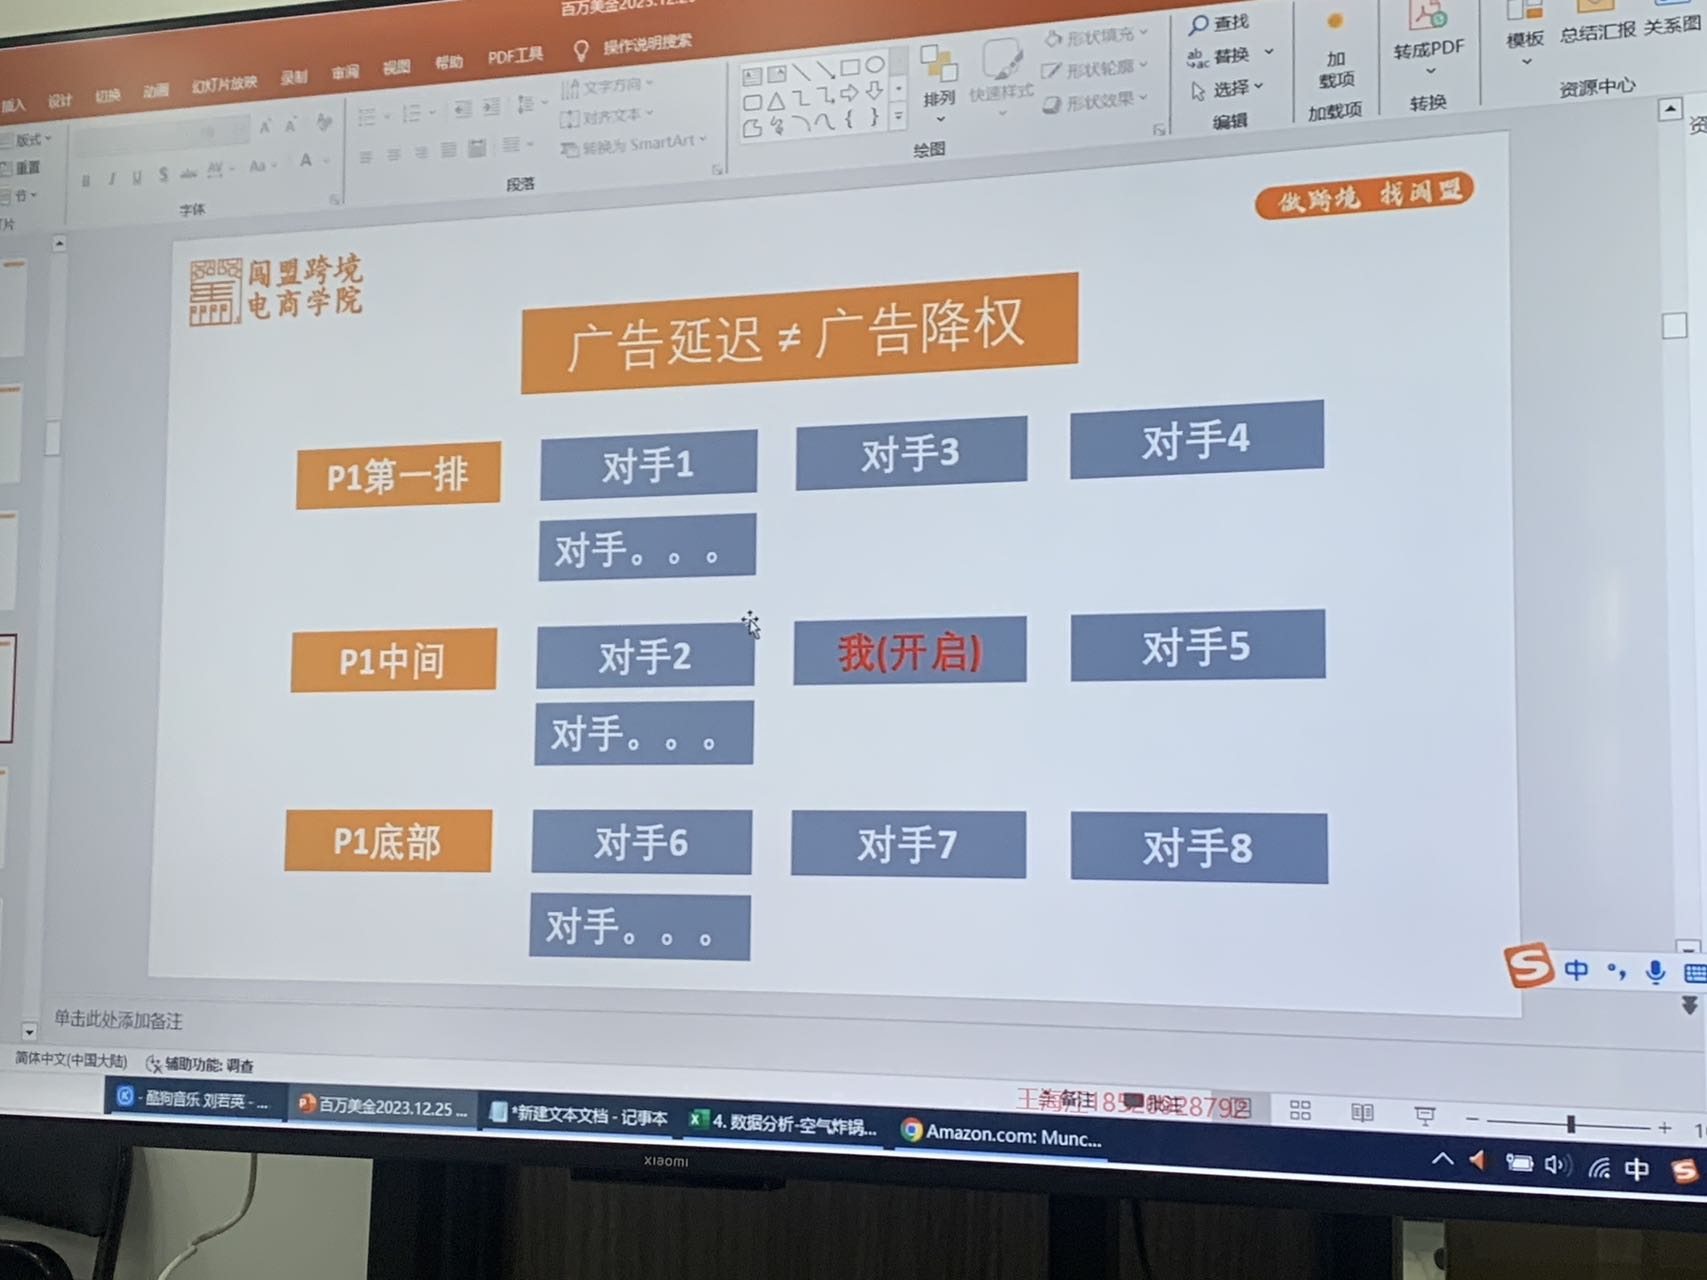 百万美金2023.12.25
插入 设计 切换 动画 幻灯片放映 录制 审阅 视图 帮助 PDF工具 操作说明搜索
版式
重置
节
B I U S abc AV Aa A
字体
文字方向
对齐文本
转换为 SmartArt
段落
排列
快速样式
形状填充
形状轮廓
形状效果
绘图
查找
替换
选择
编辑
加
载项
加载项
转成PDF
转换
模板
总结汇报
关系图
资源中心
做跨境 找闯盟
闯盟跨境
电商学院
广告延迟≠广告降权
P1第一排 对手1 对手3 对手4
对手。。。
P1中间 对手2 我(开启) 对手5
对手。。。
P1底部 对手6 对手7 对手8
对手。。。
S 中
单击此处添加备注
简体中文(中国大陆) 辅助功能: 调查
备注 批注
酷狗音乐 刘若英 - ...
百万美金2023.12.25 ...
*新建文本文档 - 记事本
4. 数据分析-空气炸锅...
Amazon.com: Munc...
中
xiaomi